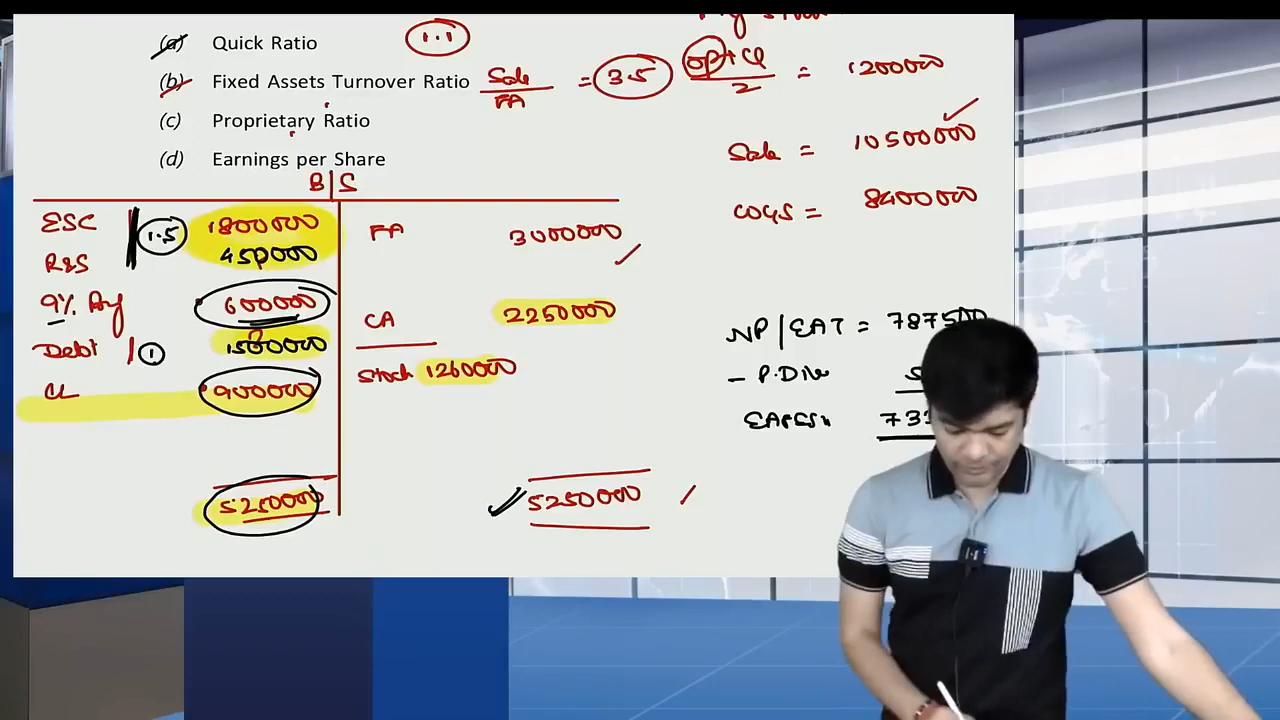 (a) Quick Ratio 1.1
(b) Fixed Assets Turnover Ratio Sale/FA = 3.5
OP+Cl/2 = 1200000
(c) Proprietary Ratio
Sale = 10500000
(d) Earnings per Share
B/S
COGS = 8400000
ESC 1.5 1800000 FA 3000000
R&S 450000
9% 600000 CA 2250000
NP/EAT = 787500
Debt 1 1500000 Stock 1260000
- P.Div 5
CL 900000
73
5250000 5250000